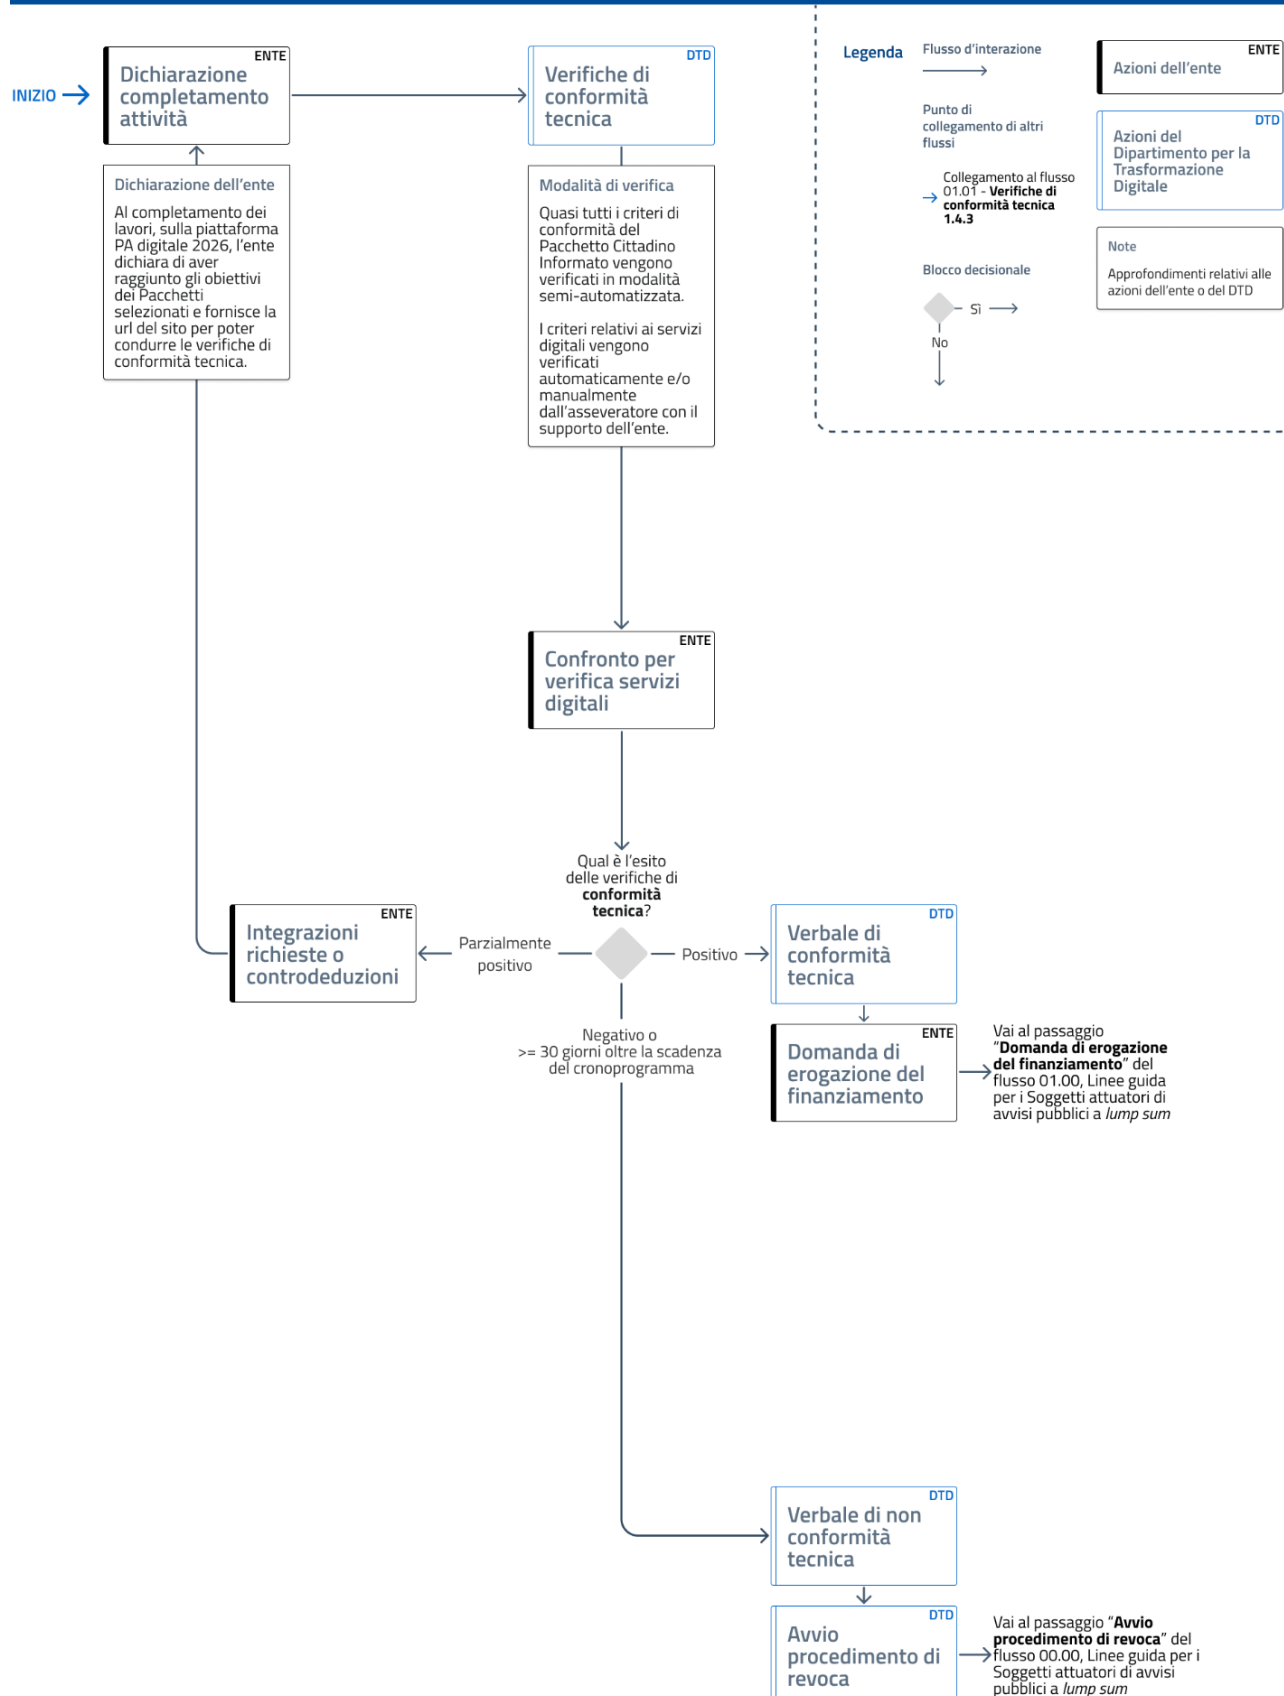 INIZIO
ENTE
Dichiarazione
completamento
attività
Dichiarazione dell'ente
Al completamento dei
lavori, sulla piattaforma
PA digitale 2026, l'ente
dichiara di aver
raggiunto gli obiettivi
dei Pacchetti
selezionati e fornisce la
url del sito per poter
condurre le verifiche di
conformità tecnica.
DTD
Verifiche di
conformità
tecnica
Modalità di verifica
Quasi tutti i criteri di
conformità del
Pacchetto Cittadino
Informato vengono
verificati in modalità
semi-automatizzata.
I criteri relativi ai servizi
digitali vengono
verificati
automaticamente e/o
manualmente
dall'asseveratore con il
supporto dell'ente.
Legenda
Flusso d'interazione
Punto di
collegamento di altri
flussi
Collegamento al flusso
01.01 - Verifiche di
conformità tecnica
1.4.3
Blocco decisionale
Sì
No
ENTE
Azioni dell'ente
DTD
Azioni del
Dipartimento per la
Trasformazione
Digitale
Note
Approfondimenti relativi alle
azioni dell'ente o del DTD
ENTE
Confronto per
verifica servizi
digitali
Qual è l'esito
delle verifiche di
conformità
tecnica?
ENTE
Integrazioni
richieste o
controdeduzioni
Parzialmente
positivo
Positivo
DTD
Verbale di
conformità
tecnica
Negativo o
>= 30 giorni oltre la scadenza
del cronoprogramma
ENTE
Domanda di
erogazione del
finanziamento
Vai al passaggio
"Domanda di erogazione
del finanziamento" del
flusso 01.00, Linee guida
per i Soggetti attuatori di
avvisi pubblici a lump sum
DTD
Verbale di non
conformità
tecnica
DTD
Avvio
procedimento di
revoca
Vai al passaggio "Avvio
procedimento di revoca" del
flusso 00.00, Linee guida per i
Soggetti attuatori di avvisi
pubblici a lump sum